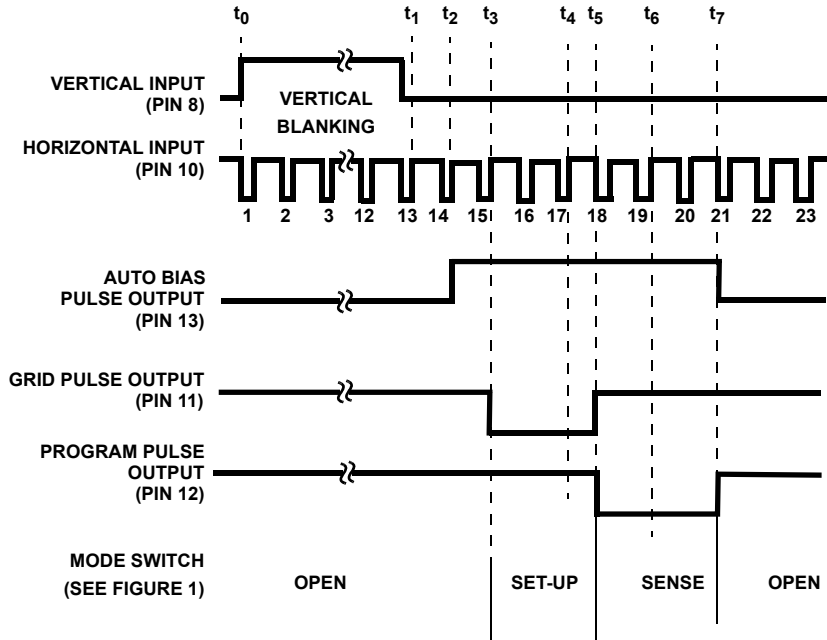 t0 t1 t2 t3 t4 t5 t6 t7
VERTICAL INPUT
(PIN 8)
VERTICAL
BLANKING
HORIZONTAL INPUT
(PIN 10)
1 2 3 12 13 14 15 16 17 18 19 20 21 22 23
AUTO BIAS
PULSE OUTPUT
(PIN 13)
GRID PULSE OUTPUT
(PIN 11)
PROGRAM PULSE
OUTPUT
(PIN 12)
MODE SWITCH
(SEE FIGURE 1)
OPEN SET-UP SENSE OPEN